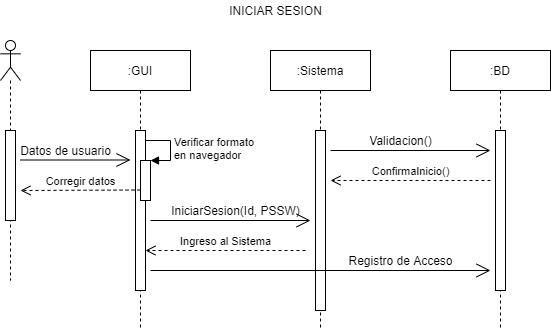 INICIAR SESION
:GUI
:Sistema
:BD
Verificar formato
en navegador
Validacion()
Datos de usuario
ConfirmaInicio()
Corregir datos
IniciarSesion(Id, PSSW)
Ingreso al Sistema
Registro de Acceso